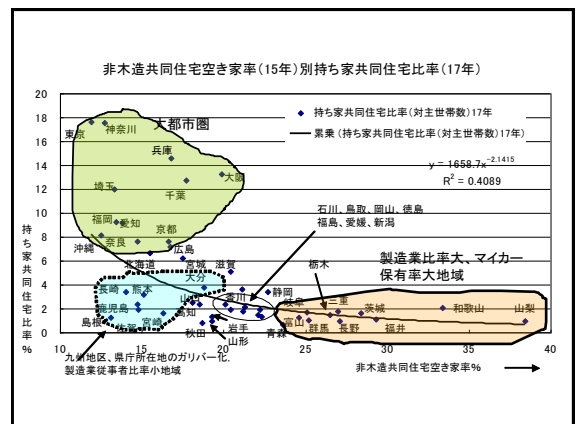 非木造共同住宅空き家率(15年)別持ち家共同住宅比率(17年)
20
18
16
14
12
10
8
6
4
2
0
持ち家共同住宅比率%
10
15
20
25
30
35
40
非木造共同住宅空き家率%
持ち家共同住宅比率(対主世帯数)17年
累乗(持ち家共同住宅比率(対主世帯数)17年)
y = 1658.7x-2.1415
R2 = 0.4089
大都市圏
東京
神奈川
兵庫
大阪
埼玉
千葉
福岡
愛知
沖縄
奈良
京都
広島
北海道
宮城
滋賀
石川、鳥取、岡山、徳島
福島、愛媛、新潟
製造業比率大、マイカー
保有率大地域
大分
長崎
熊本
鹿児島
島根
佐賀
宮崎
高知
香川
静岡
栃木
岐阜
三重
茨城
和歌山
山梨
富山
群馬
長野
福井
秋田
岩手
山形
青森
九州地区、県庁所在地のガリバー化、
製造業従事者比率小地域